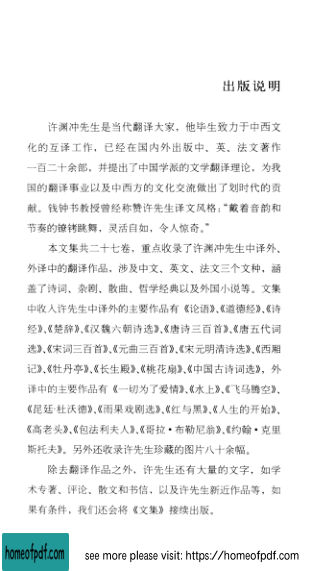 出版说明
许渊冲先生是当代翻译大家，他毕生致力于中西文
化的互译工作，已经在国内外出版中、英、法文著作
一百二十余部，并提出了中国学派的文学翻译理论，为我
国的翻译事业以及中西方的文化交流做出了划时代的贡
献。钱钟书教授曾经称赞许先生译文风格：“戴着音韵和
节奏的镣铐跳舞，灵活自如，令人惊奇。”
本文集共二十七卷，重点收录了许渊冲先生中译外、
外译中的翻译作品，涉及中文、英文、法文三个文种，涵
盖了诗词、杂剧、散曲、哲学经典以及外国小说等。文集
中收入许先生中译外的主要作品有《论语》、《道德经》、《诗
经》、《楚辞》、《汉魏六朝诗选》、《唐诗三百首》、《唐五代词
选》、《宋词三百首》、《元曲三百首》、《宋元明清诗选》、《西厢
记》、《牡丹亭》、《长生殿》、《桃花扇》、《中国古诗词选》，外
译中的主要作品有《一切为了爱情》、《水上》、《飞马腾空》、
《昆廷·杜沃德》、《雨果戏剧选》、《红与黑》、《人生的开始》、
《高老头》、《包法利夫人》、《哥拉·布勒尼翁》、《约翰·克里
斯托夫》。另外还收录许先生珍藏的图片八十余幅。
除去翻译作品之外，许先生还有大量的文字，如学
术专著、评论、散文和书信，以及许先生新近作品等，如
果有条件，我们还会将《文集》接续出版。
homeofpdf.com
see more please visit: https://homeofpdf.com